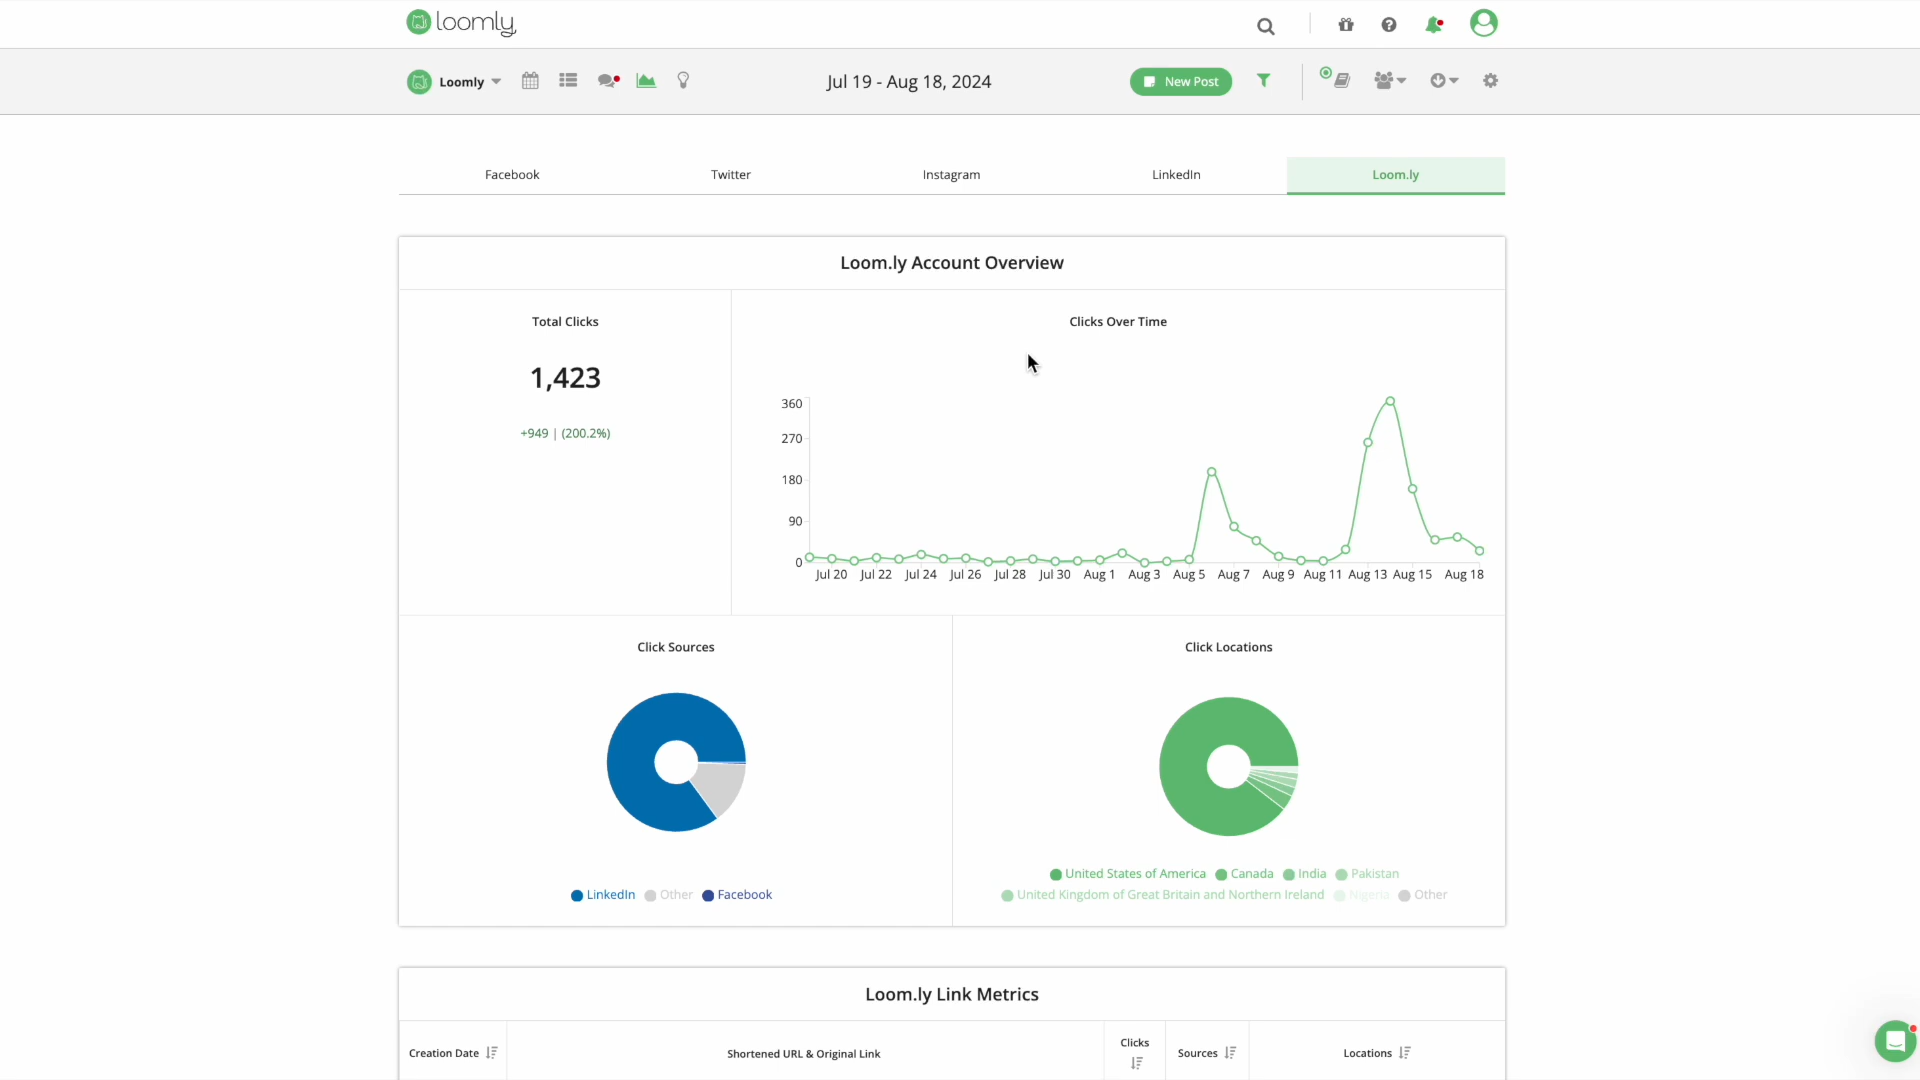 loomly
Loomly
Jul 19 - Aug 18, 2024
New Post
Facebook
Twitter
Instagram
LinkedIn
Loom.ly
Loom.ly Account Overview
Total Clicks
1,423
+949 | (200.2%)
Clicks Over Time
360
270
180
90
0
Jul 20 Jul 22 Jul 24 Jul 26 Jul 28 Jul 30 Aug 1 Aug 3 Aug 5 Aug 7 Aug 9 Aug 11 Aug 13 Aug 15 Aug 18
Click Sources
LinkedIn Other Facebook
Click Locations
United States of America Canada India Pakistan
United Kingdom of Great Britain and Northern Ireland Nigeria Other
Loom.ly Link Metrics
Creation Date
Shortened URL & Original Link
Clicks
Sources
Locations